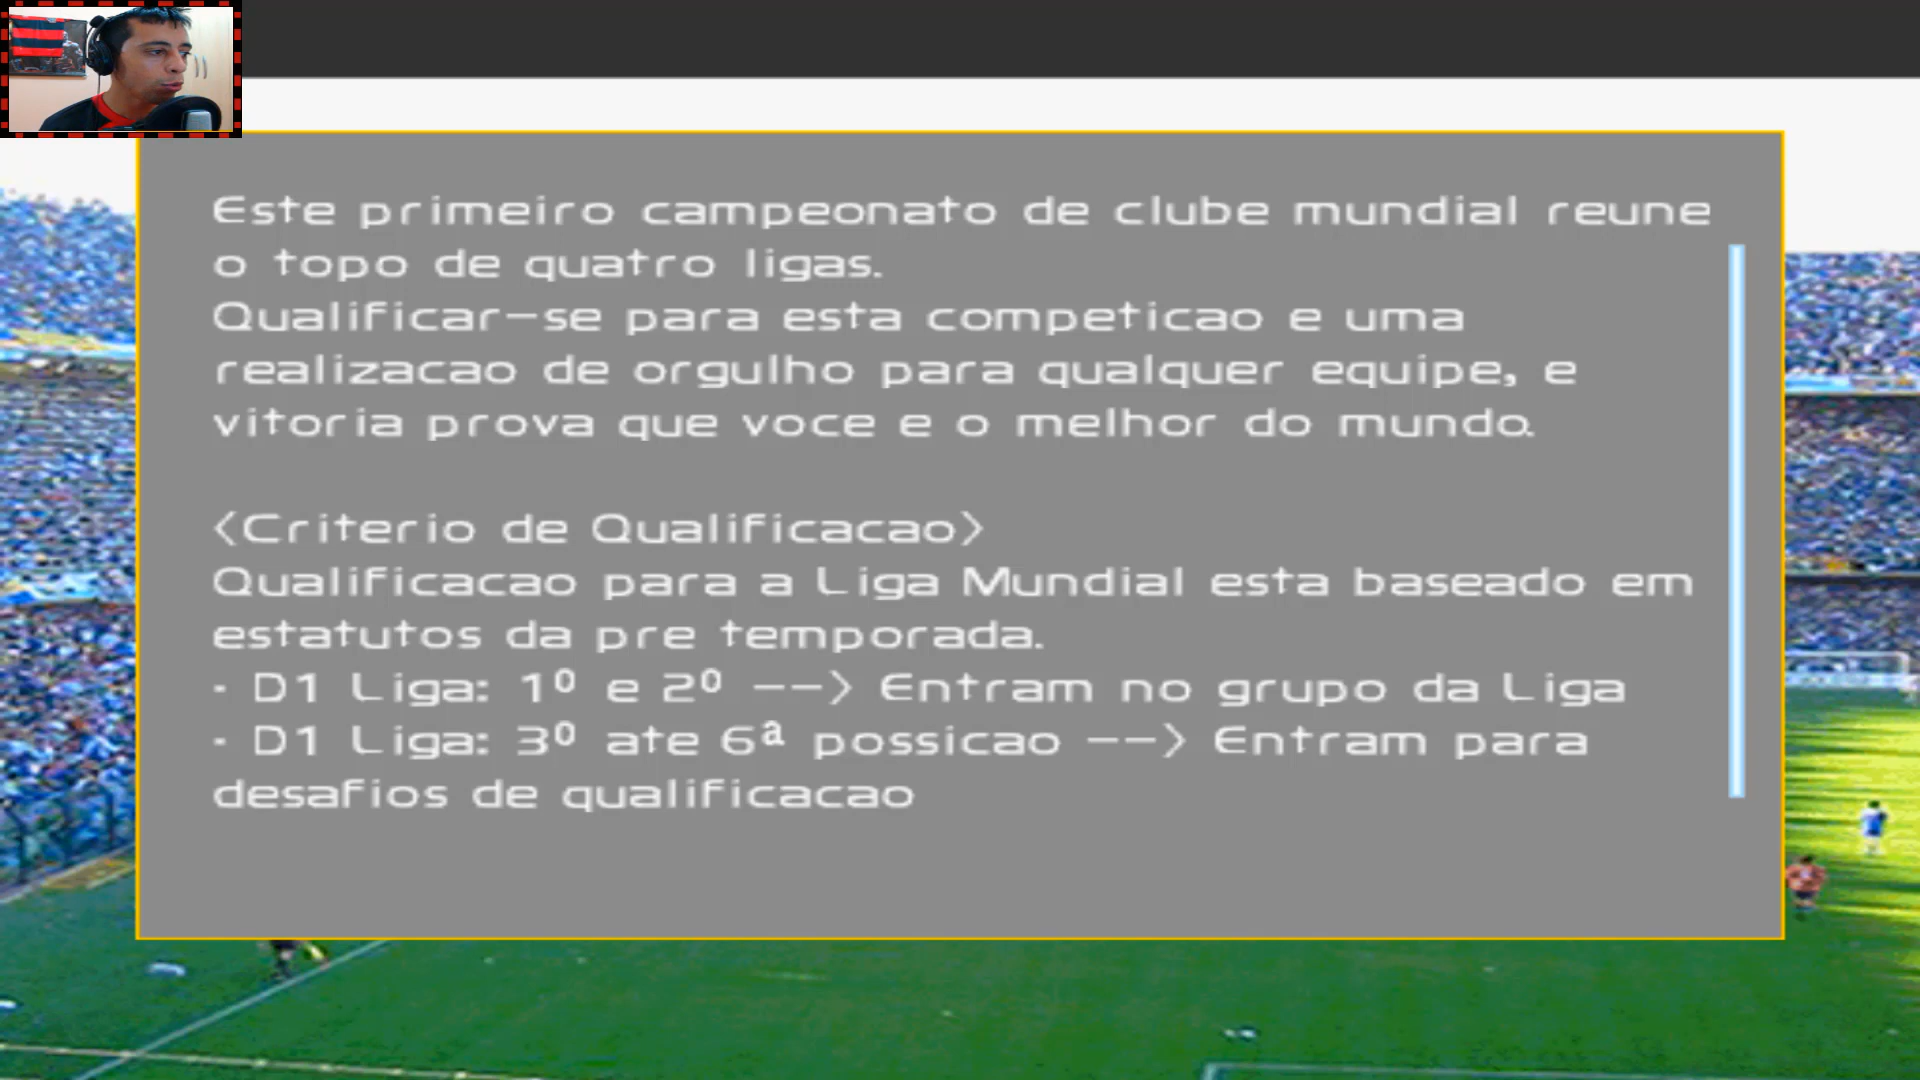 Este primeiro campeonato de clube mundial reune
o topo de quatro ligas.
Qualificar-se para esta competicao e uma
realizacao de orgulho para qualquer equipe, e
vitoria prova que voce e o melhor do mundo.
<Criterio de Qualificacao>
Qualificacao para a Liga Mundial esta baseado em
estatutos da pre temporada.
- D1 Liga: 1º e 2º --> Entram no grupo da Liga
- D1 Liga: 3º ate 6ª possicao --> Entram para
desafios de qualificacao